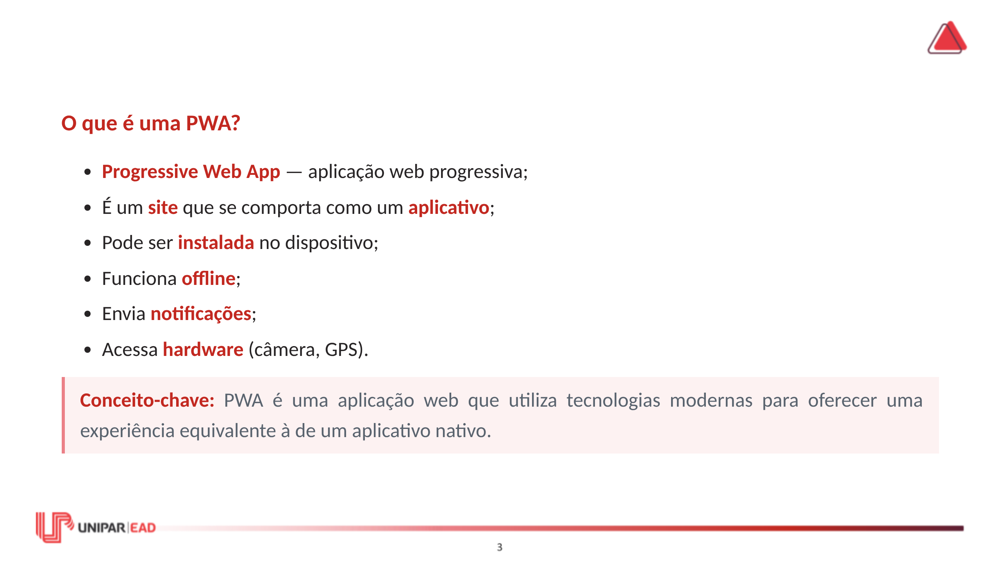 O que é uma PWA?
• Progressive Web App — aplicação web progressiva;
• É um site que se comporta como um aplicativo;
• Pode ser instalada no dispositivo;
• Funciona offline;
• Envia notificações;
• Acessa hardware (câmera, GPS).
Conceito-chave: PWA é uma aplicação web que utiliza tecnologias modernas para oferecer uma
experiência equivalente à de um aplicativo nativo.
UNIPAR|EAD
3